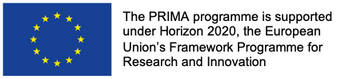 The PRIMA programme is supported
under Horizon 2020, the European
Union's Framework Programme for
Research and Innovation